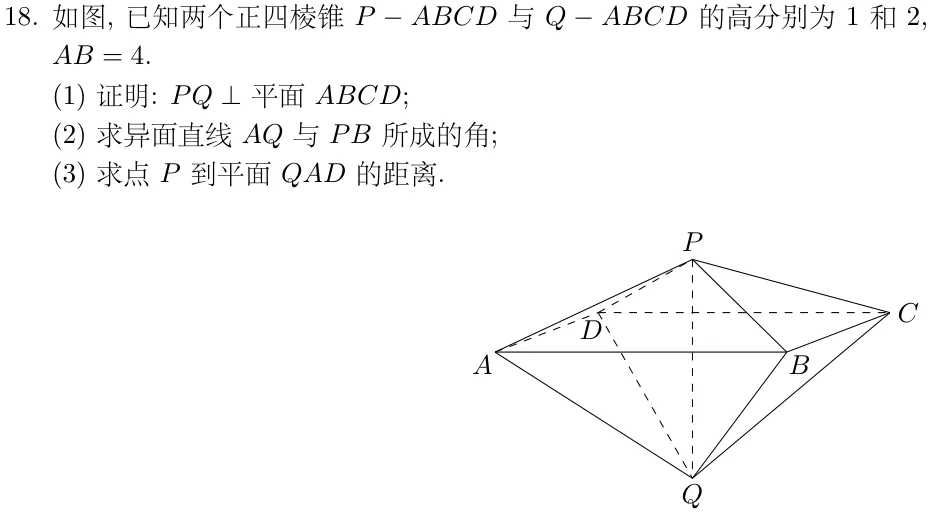 18. 如图, 已知两个正四棱锥 P − ABCD 与 Q − ABCD 的高分别为 1 和 2,
AB = 4.
(1) 证明: PQ ⊥ 平面 ABCD;
(2) 求异面直线 AQ 与 PB 所成的角;
(3) 求点 P 到平面 QAD 的距离.
P
C
D
A
B
Q